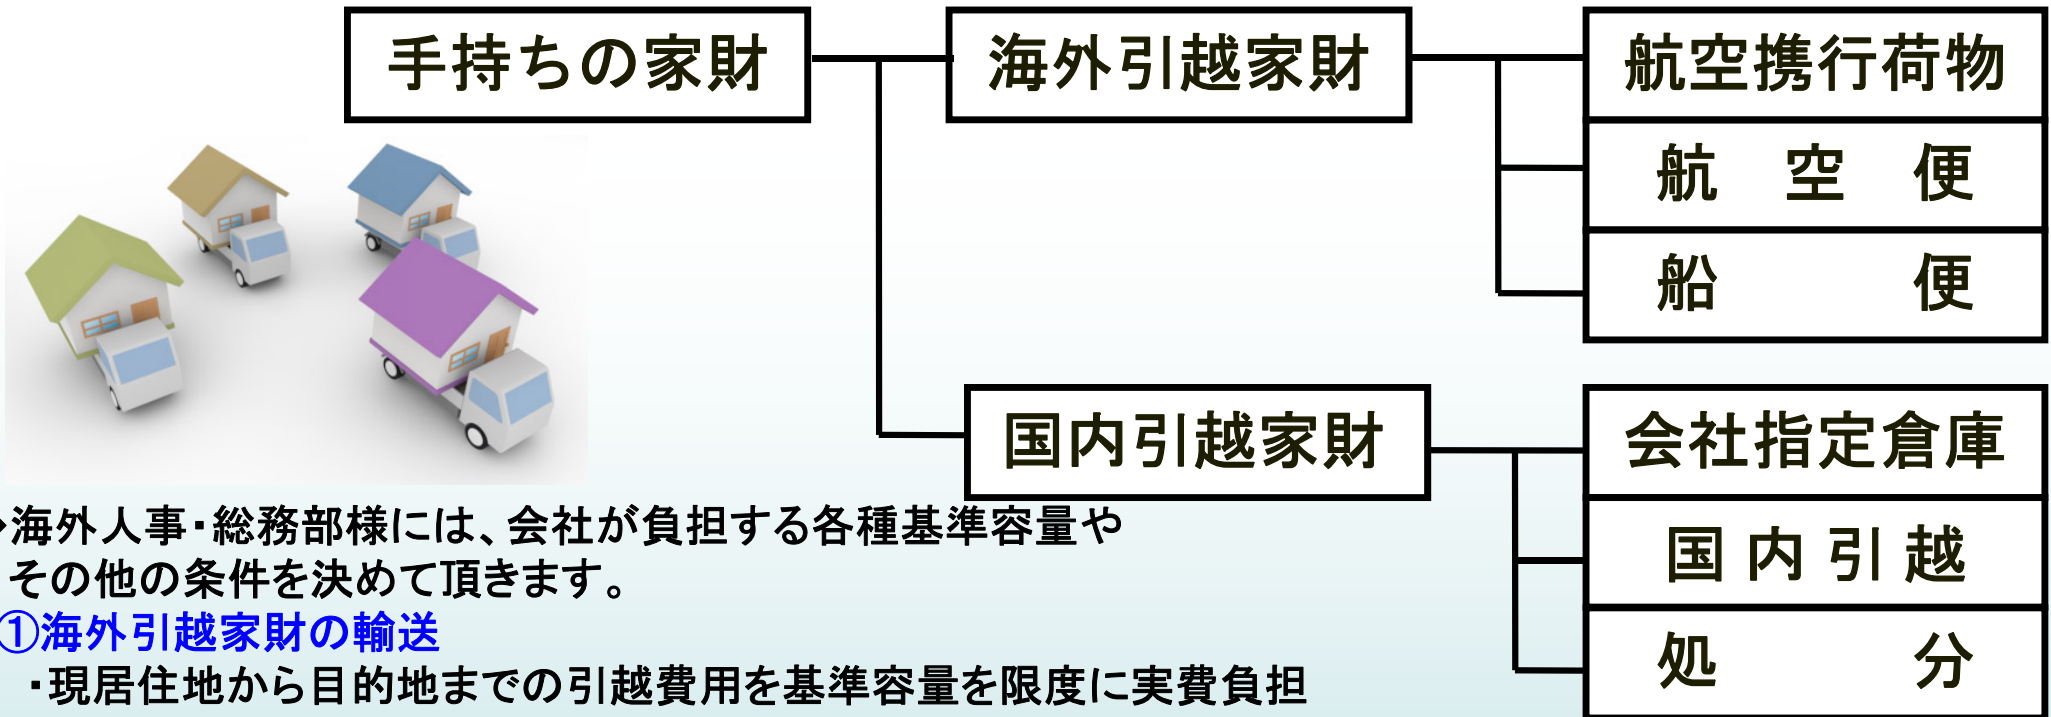 手持ちの家財
海外引越家財
航空携行荷物
航空便
船便
国内引越家財
会社指定倉庫
国内引越
処分
海外人事・総務部様には、会社が負担する各種基準容量や
その他の条件を決めて頂きます。
①海外引越家財の輸送
・現居住地から目的地までの引越費用を基準容量を限度に実費負担